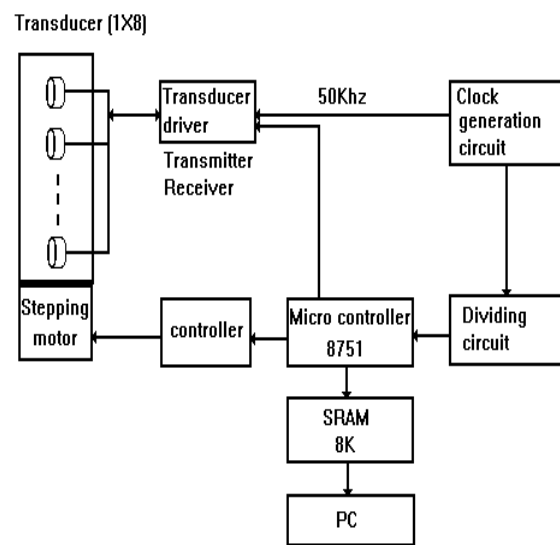 Transducer (1X8)
Transducer
driver
50Khz
Clock
generation
circuit
Transmitter
Receiver
Stepping
motor
controller
Micro controller
8751
Dividing
circuit
SRAM
8K
PC